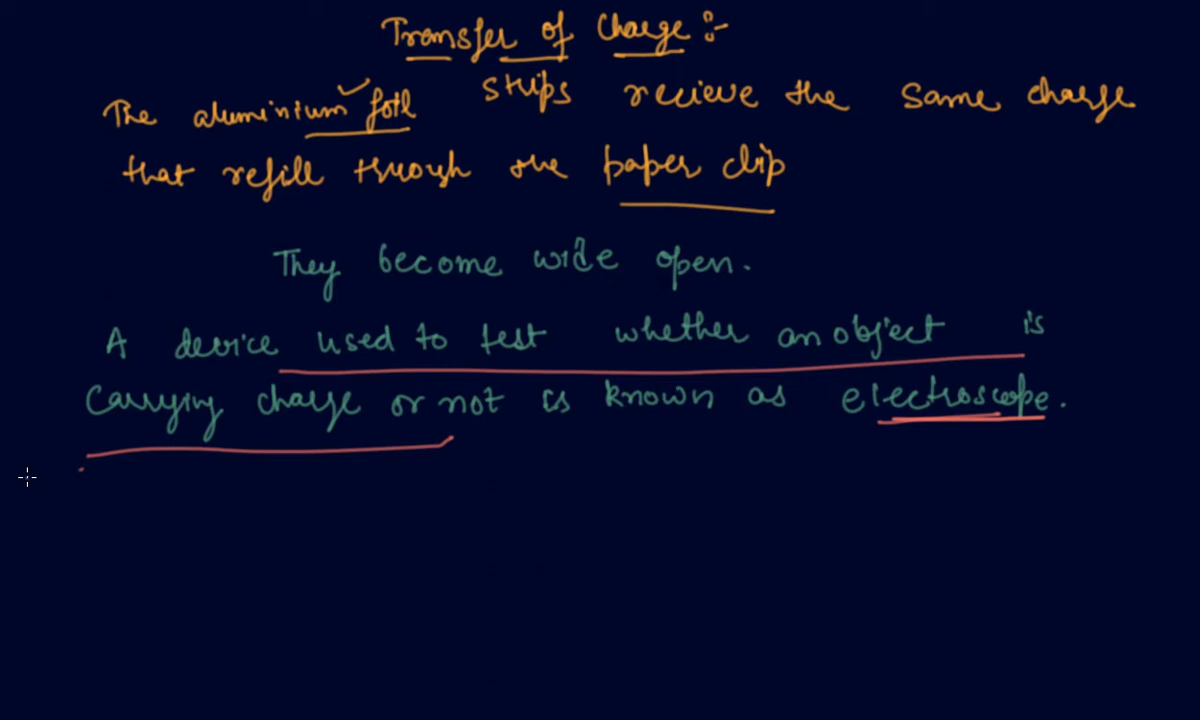 Transfer of Charge :-
The aluminium foil strips recieve the same charge
that refill through the paper clip
They become wide open.
A device used to test whether an object is
Carrying charge or not is known as electroscope.